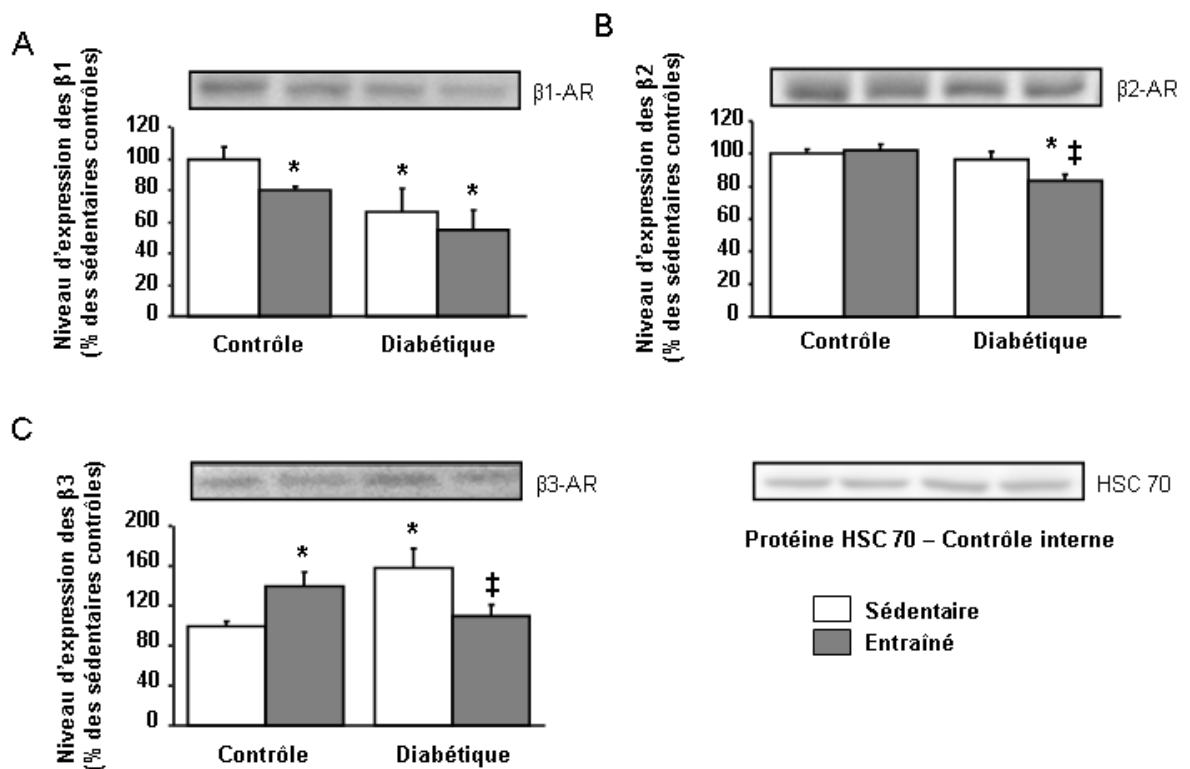 A
Niveau d'expression des β1
(% des sédentaires contrôles)
β1-AR
120
100
80
60
40
20
0
*
*
*
Contrôle
Diabétique
B
Niveau d'expression des β2
(% des sédentaires contrôles)
β2-AR
120
100
80
60
40
20
0
* ‡
Contrôle
Diabétique
C
Niveau d'expression des β3
(% des sédentaires contrôles)
β3-AR
200
160
120
80
40
0
*
*
‡
Contrôle
Diabétique
HSC 70
Protéine HSC 70 – Contrôle interne
Sédentaire
Entraîné